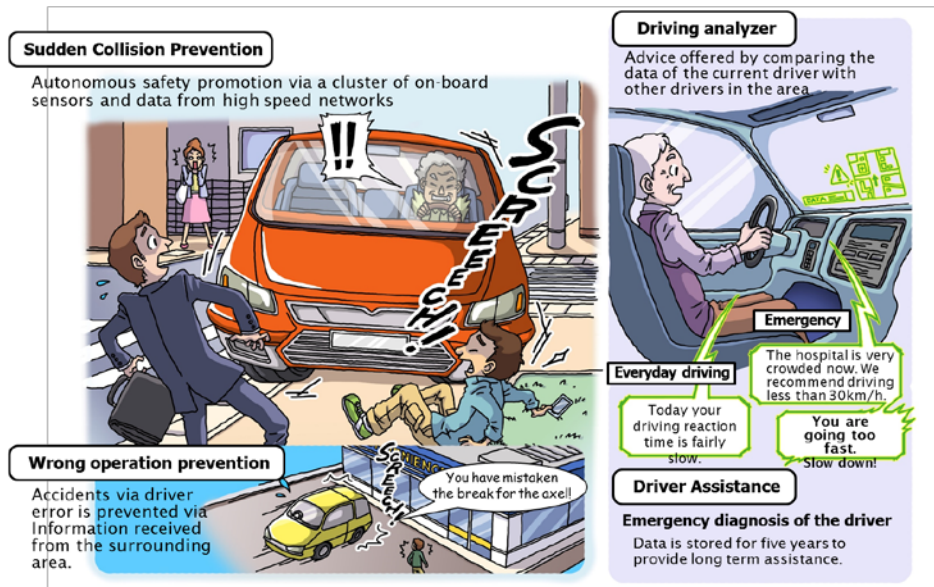 Sudden Collision Prevention
Autonomous safety promotion via a cluster of on-board
sensors and data from high speed networks
!!
SCREECH!
Wrong operation prevention
Accidents via driver
error is prevented via
Information received
from the surrounding
area.
SCREECH!
You have mistaken
the break for the axel!
Driving analyzer
Advice offered by comparing the
data of the current driver with
other drivers in the area
DATA
Emergency
The hospital is very
crowded now. We
recommend driving
less than 30km/h.
Everyday driving
Today your
driving reaction
time is fairly
slow.
You are
going too
fast.
Slow down!
Driver Assistance
Emergency diagnosis of the driver
Data is stored for five years to
provide long term assistance.